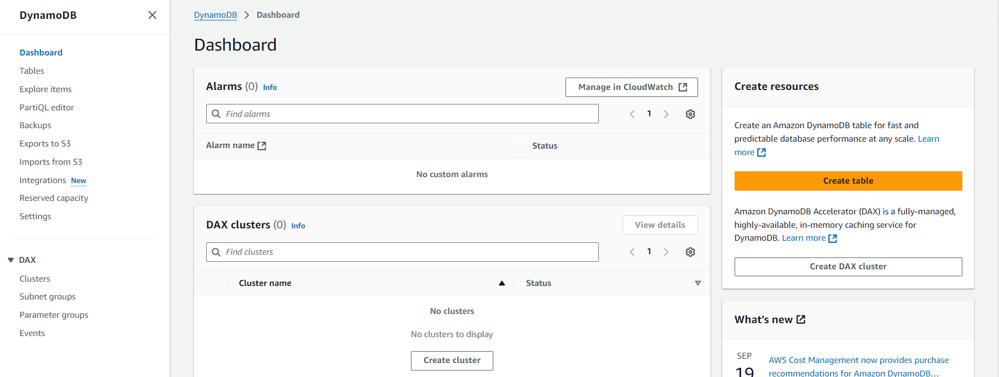 DynamoDB
Dashboard
Tables
Explore items
PartiQL editor
Backups
Exports to S3
Imports from S3
Integrations New
Reserved capacity
Settings
DAX
Clusters
Subnet groups
Parameter groups
Events
DynamoDB Dashboard
Dashboard
Alarms (0) Info
Manage in CloudWatch
Find alarms
1
Alarm name Status
No custom alarms
DAX clusters (0) Info
View details
Find clusters
1
Cluster name Status
No clusters
No clusters to display
Create cluster
Create resources
Create an Amazon DynamoDB table for fast and
predictable database performance at any scale. Learn
more
Create table
Amazon DynamoDB Accelerator (DAX) is a fully-managed,
highly-available, in-memory caching service for
DynamoDB. Learn more
Create DAX cluster
What's new
SEP
19
AWS Cost Management now provides purchase
recommendations for Amazon DynamoDB...